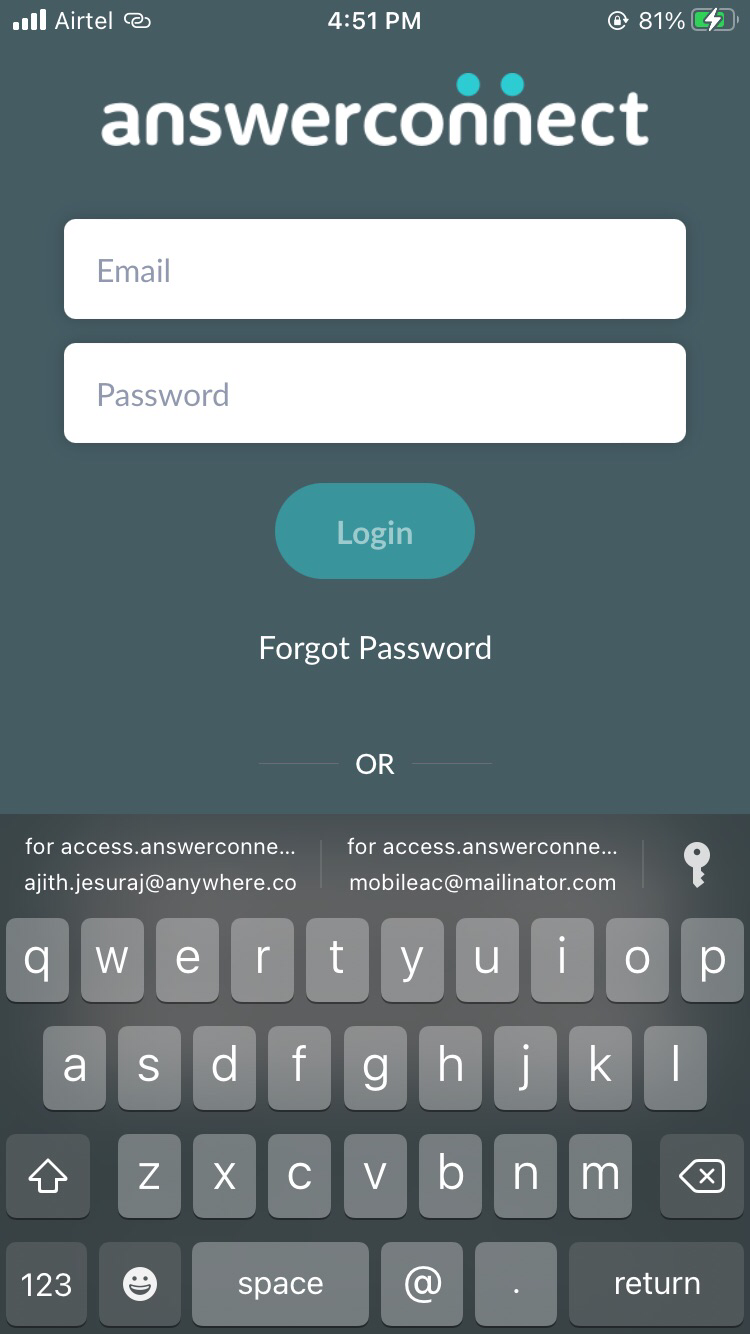 Airtel 4:51 PM 81%
answerconnect
Email
Password
Login
Forgot Password
OR
for access.answerconne... for access.answerconne...
ajith.jesuraj@anywhere.co mobileac@mailinator.com
q w e r t y u i o p
a s d f g h j k l
z x c v b n m
123 space @ . return